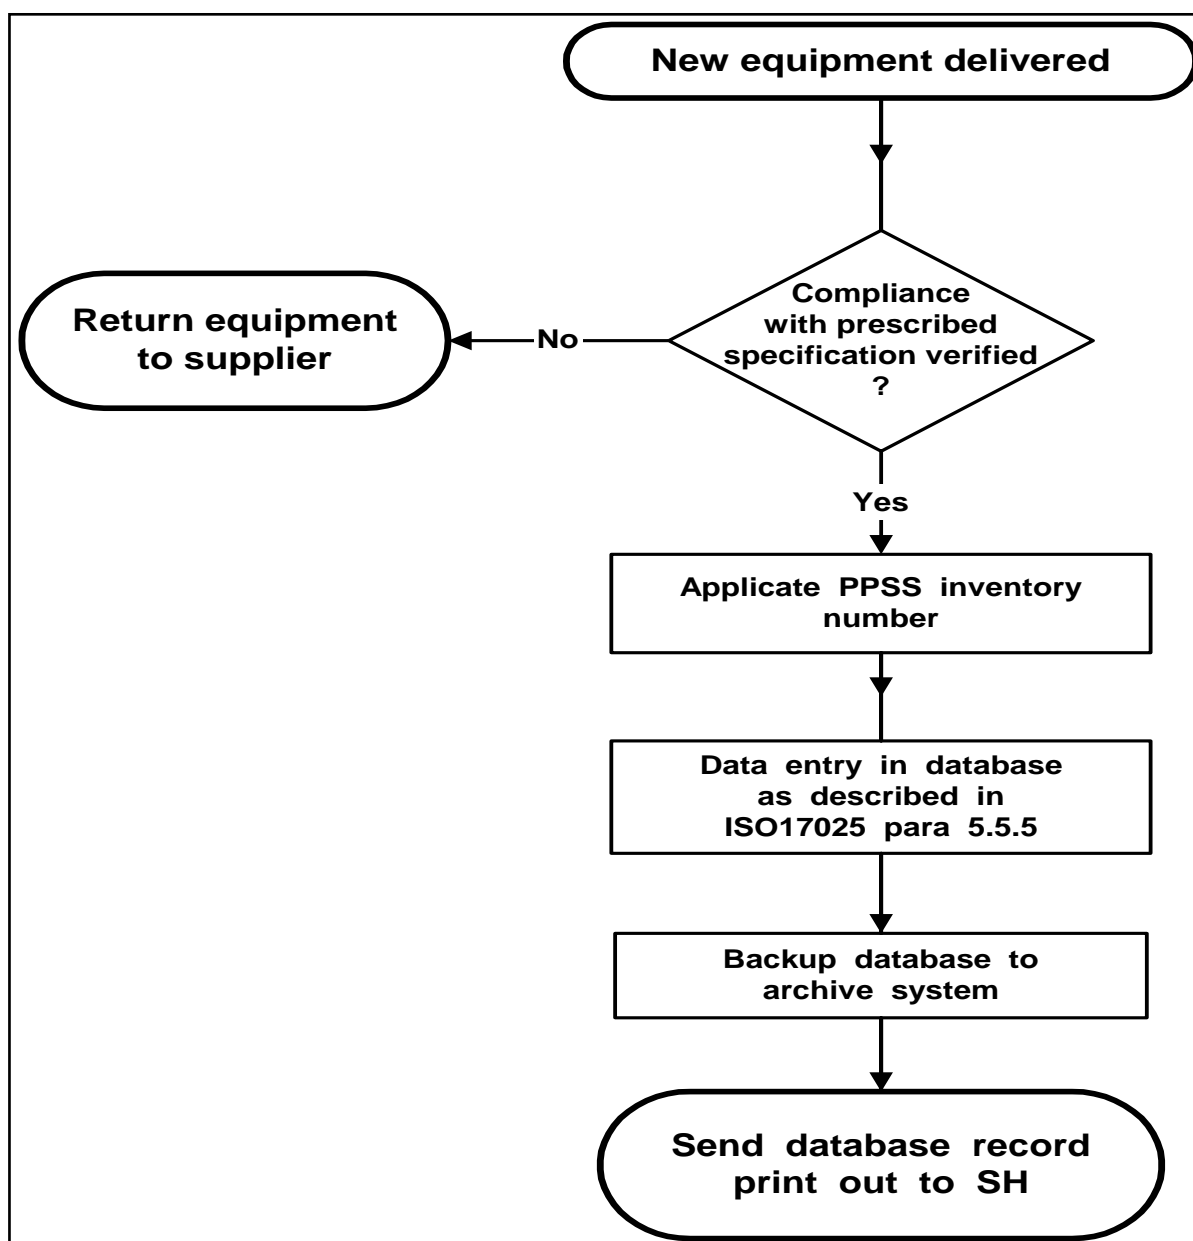 New equipment delivered
Compliance
with prescribed
specification verified
?
Return equipment
to supplier
No
Yes
Applicate PPSS inventory
number
Data entry in database
as described in
ISO17025 para 5.5.5
Backup database to
archive system
Send database record
print out to SH